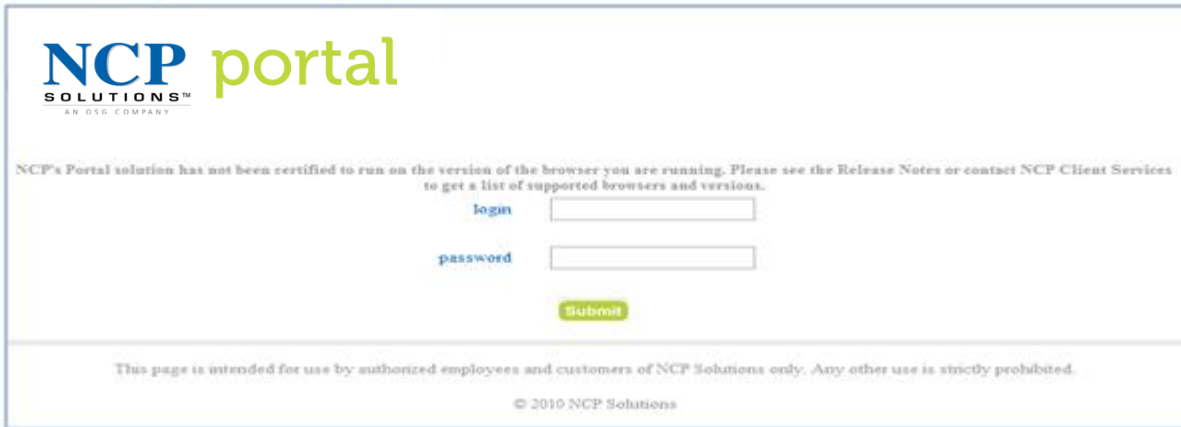 NCP portal
SOLUTIONS™
AN OSG COMPANY
NCP's Portal solution has not been certified to run on the version of the browser you are running. Please see the Release Notes or contact NCP Client Services
to get a list of supported browsers and versions.
login
password
Submit
This page is intended for use by authorized employees and customers of NCP Solutions only. Any other use is strictly prohibited.
© 2010 NCP Solutions